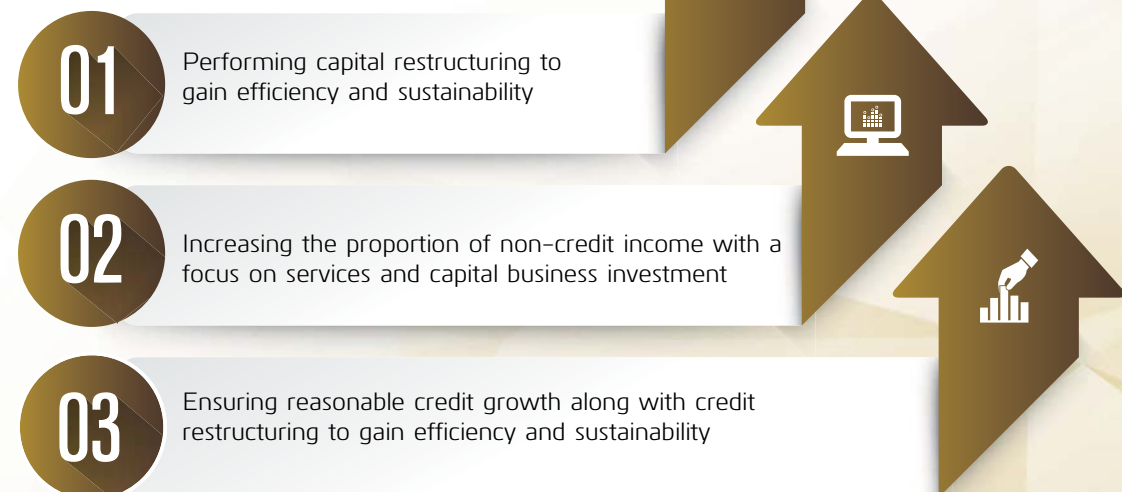 01
Performing capital restructuring to
gain efficiency and sustainability
02
Increasing the proportion of non-credit income with a
focus on services and capital business investment
03
Ensuring reasonable credit growth along with credit
restructuring to gain efficiency and sustainability